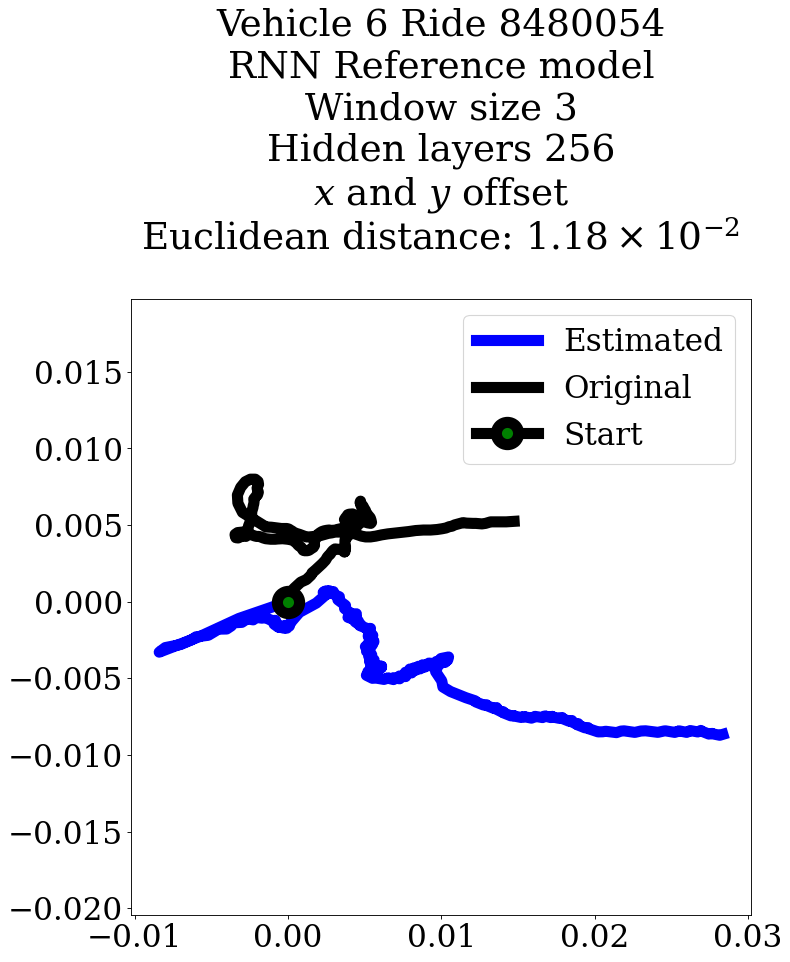 Vehicle 6 Ride 8480054
RNN Reference model
Window size 3
Hidden layers 256
x and y offset
Euclidean distance: 1.18 × 10⁻²
Estimated
Original
Start
0.015
0.010
0.005
0.000
−0.005
−0.010
−0.015
−0.020
−0.01 0.00 0.01 0.02 0.03